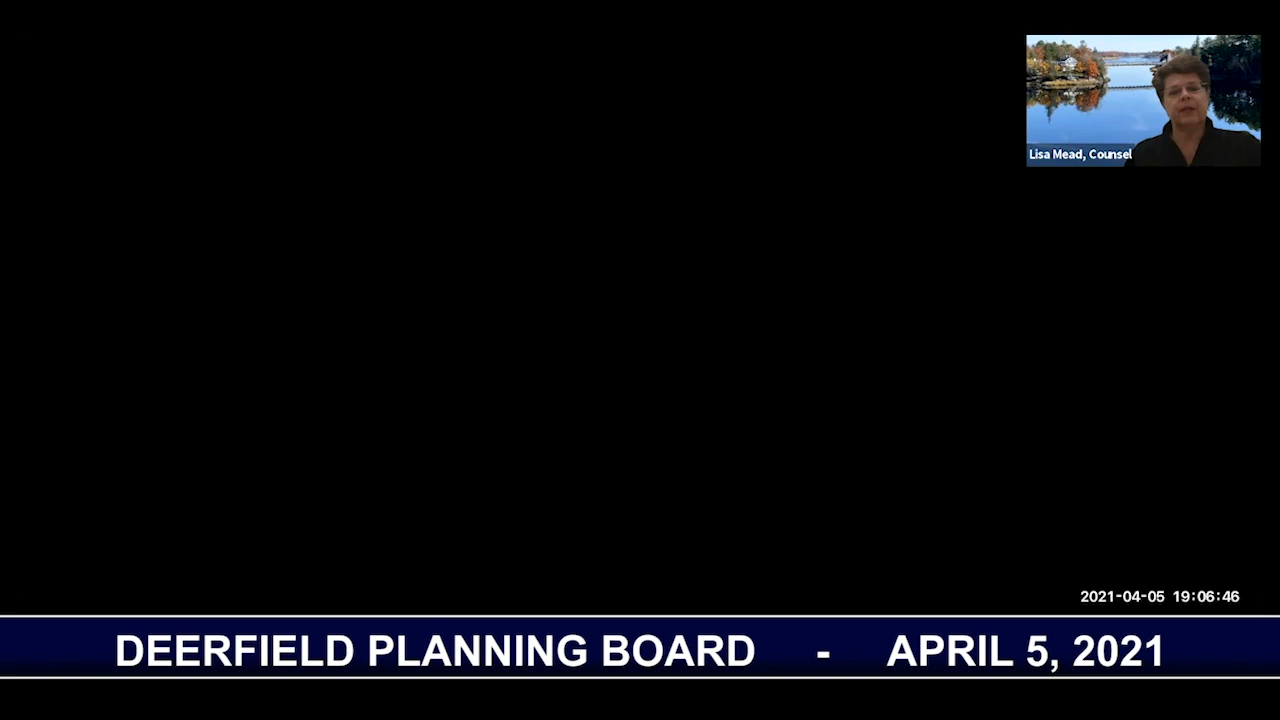 Lisa Mead, Counsel
2021-04-05 19:06:46
DEERFIELD PLANNING BOARD - APRIL 5, 2021